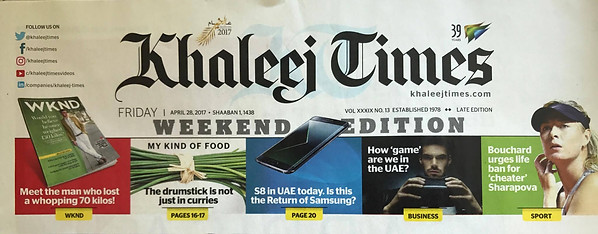 FOLLOW US ON
@khaleejtimes
/khaleejtimes
/khaleejtimes
/khaleejtimesvideos
/companies/khaleej-times
2017
Khaleej Times
39
YEARS
khaleejtimes.com
FRIDAY | APRIL 28, 2017 • SHAABAN 1, 1438
VOL XXXIX NO. 13 ESTABLISHED 1978 •• LATE EDITION
WEEKEND EDITION
WKND
Meet the man who lost
a whopping 70 kilos!
WKND
MY KIND OF FOOD
The drumstick is not
just in curries
PAGES 16-17
S8 in UAE today. Is this
the Return of Samsung?
PAGE 20
How 'game'
are we in
the UAE?
BUSINESS
Bouchard
urges life
ban for
'cheater'
Sharapova
SPORT